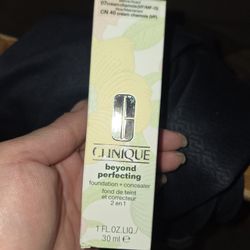 CN 40 cream chamois (VF)
CLINIQUE
beyond
perfecting
foundation + concealer
fond de teint
et correcteur
2 en 1
1 FL.OZ.LIQ./
30 ml e